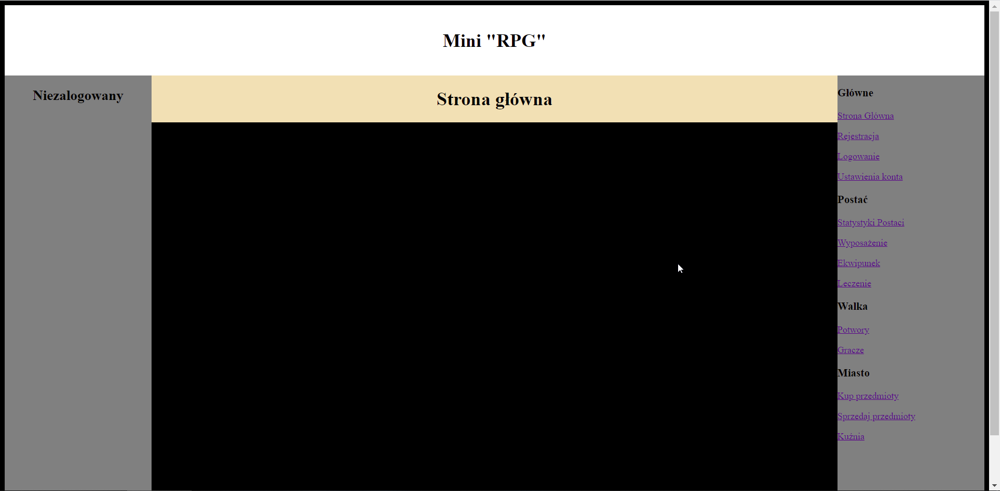 Mini "RPG"
Niezalogowany
Strona główna
Główne
Strona Główna
Rejestracja
Logowanie
Ustawienia konta
Postać
Statystyki Postaci
Wyposażenie
Ekwipunek
Leczenie
Walka
Potwory
Gracze
Miasto
Kup przedmioty
Sprzedaj przedmioty
Kuźnia